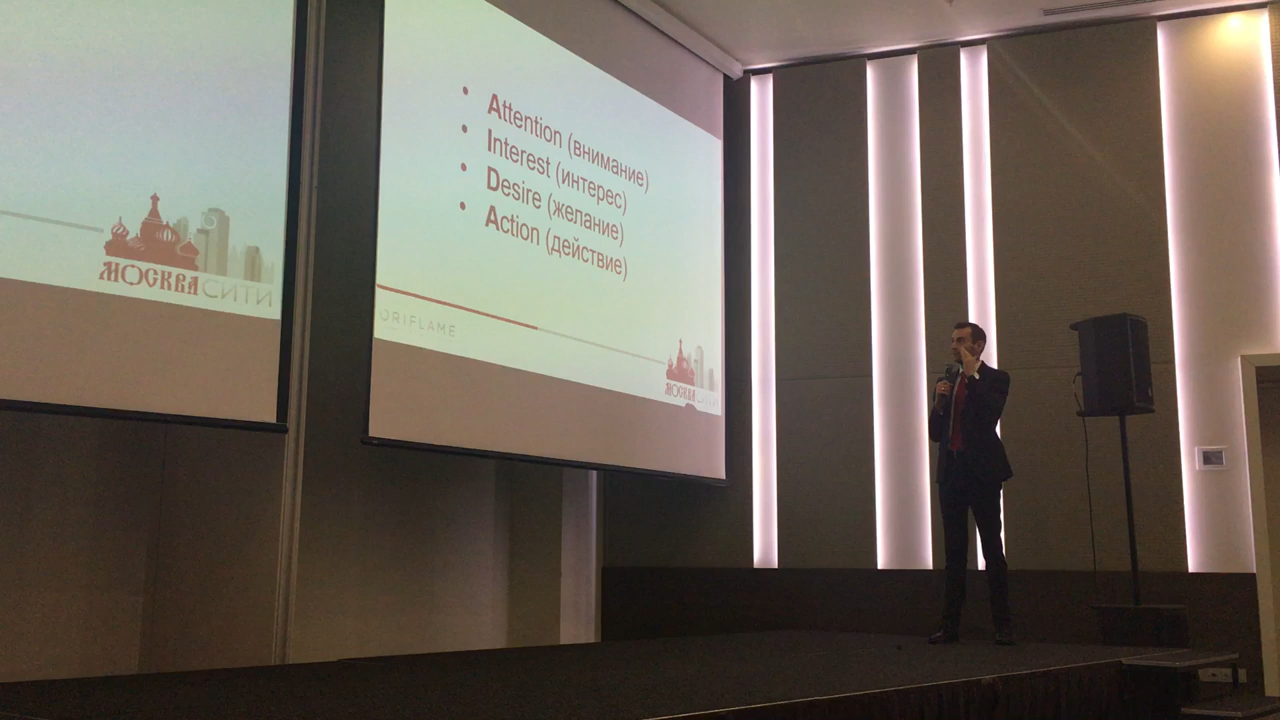 • Attention (внимание)
• Interest (интерес)
• Desire (желание)
• Action (действие)
ORIFLAME
МОСКВА СИТИ
МОСКВА СИТИ